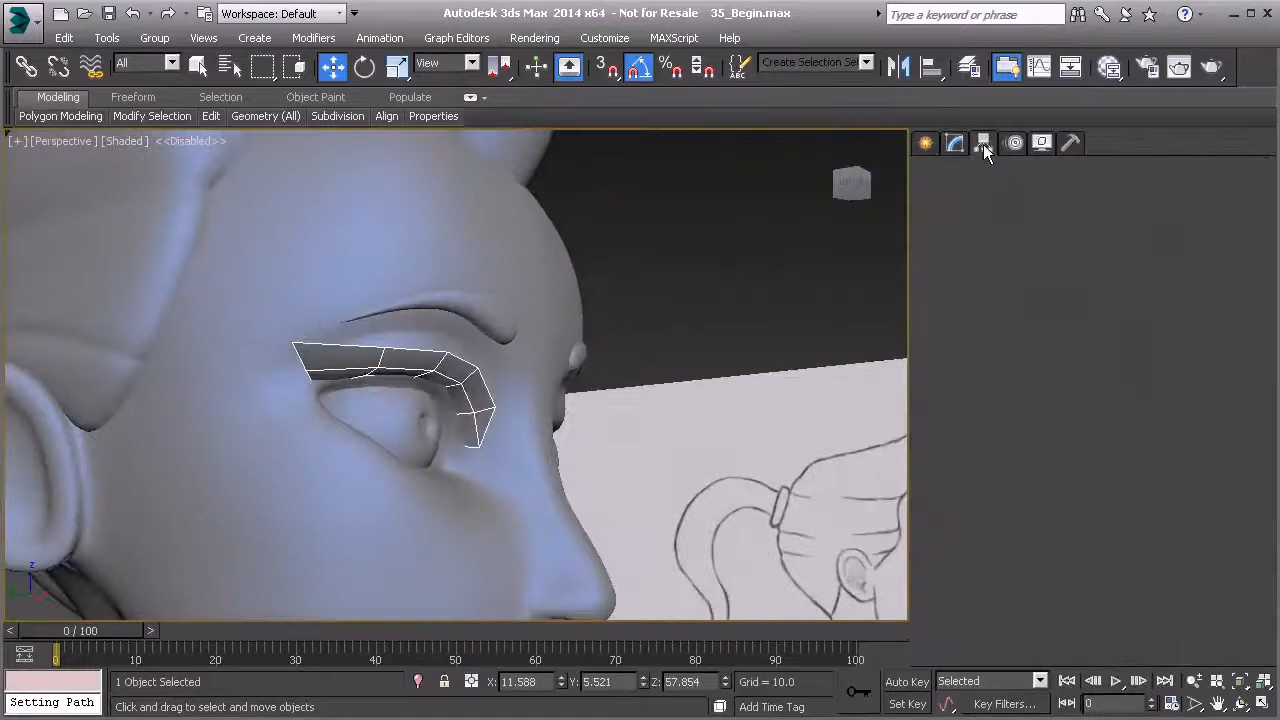 Workspace: Default
Autodesk 3ds Max 2014 x64 - Not for Resale 35_Begin.max
Type a keyword or phrase
Edit Tools Group Views Create Modifiers Animation Graph Editors Rendering Customize MAXScript Help
All View 3 Create Selection Se
Modeling Freeform Selection Object Paint Populate
Polygon Modeling Modify Selection Edit Geometry (All) Subdivision Align Properties
[+] [Perspective] [Shaded] <<Disabled>>
z
< 0 / 100 >
0 10 20 30 40 50 60 70 80 90 100
1 Object Selected X: 11.588 Y: 5.521 Z: 57.854 Grid = 10.0 Auto Key Selected
Setting Path Click and drag to select and move objects Add Time Tag Set Key Key Filters... 0